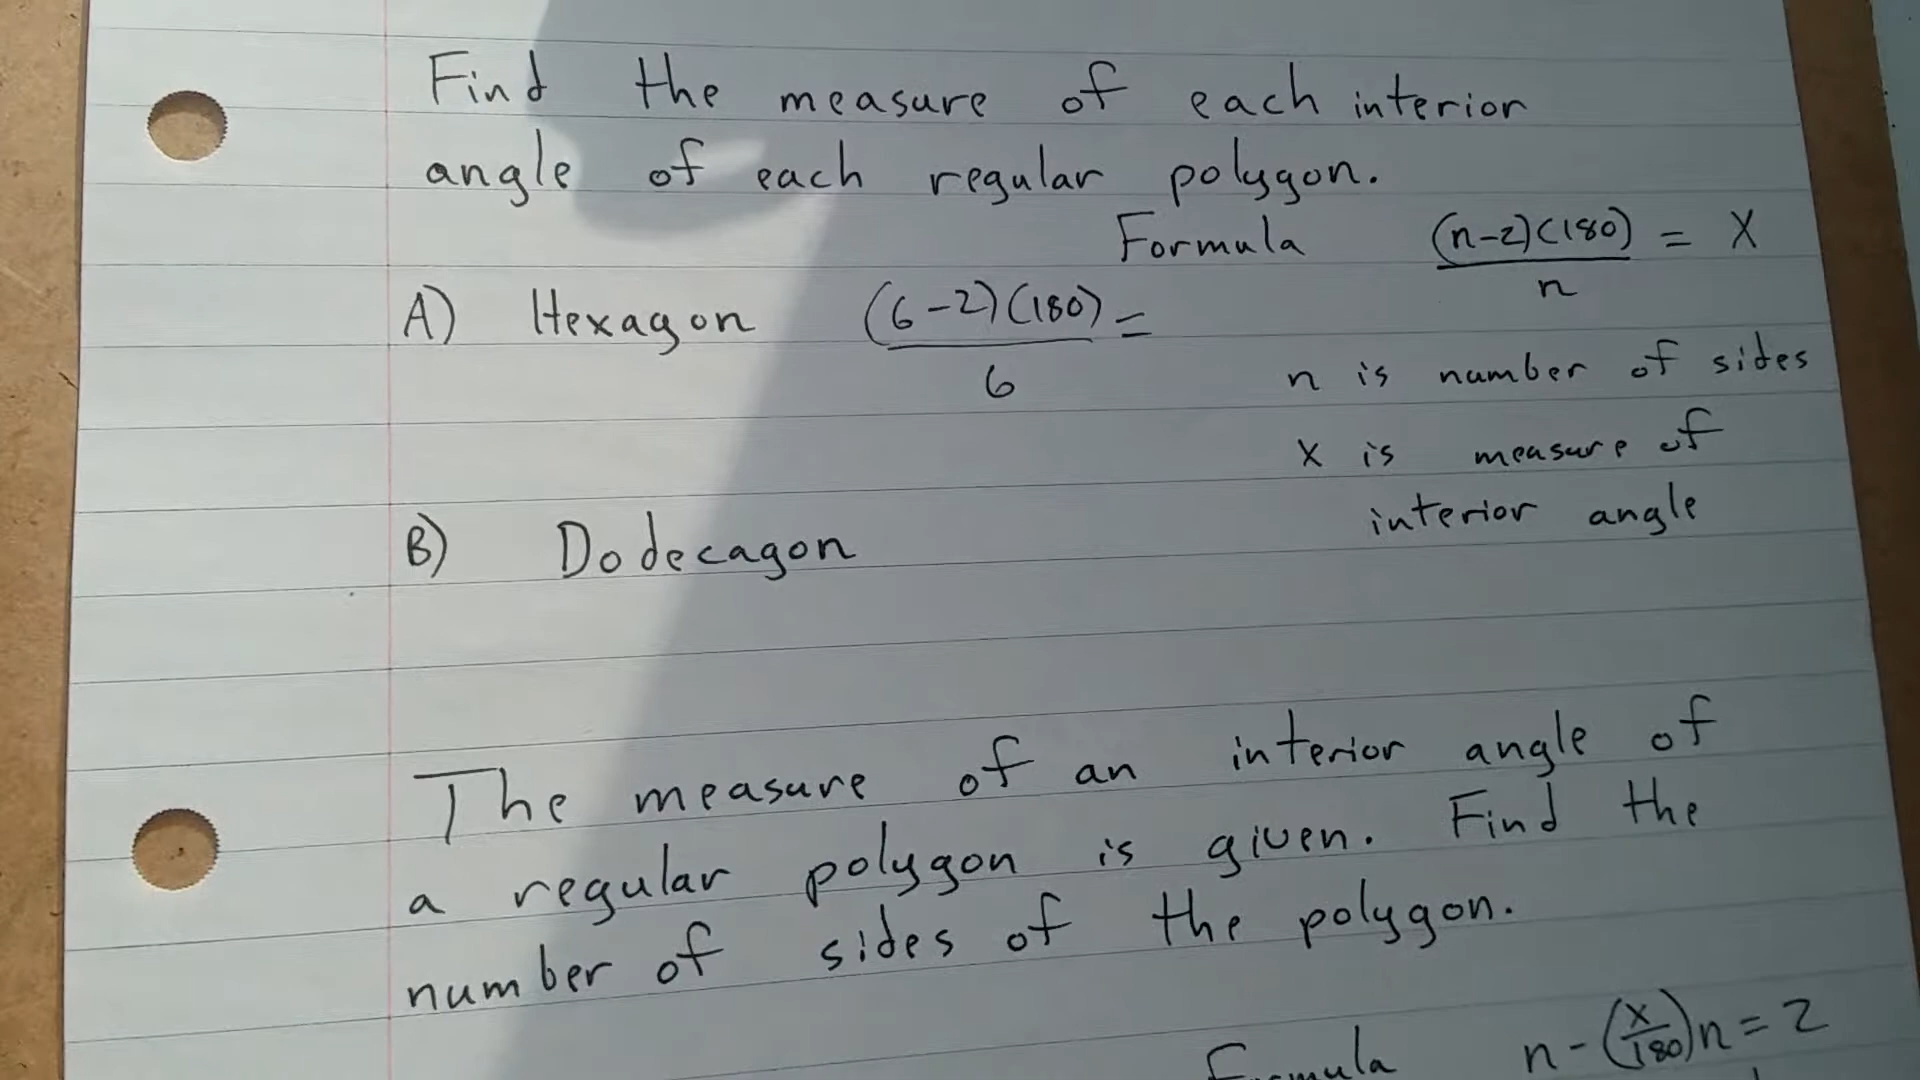 Find the measure of each interior
angle of each regular polygon.
Formula (n-2)(180)/n = X
A) Hexagon (6-2)(180)/6 =
n is number of sides
X is measure of
interior angle
B) Dodecagon
The measure of an interior angle of
a regular polygon is given. Find the
number of sides of the polygon.
Formula n-(x/180)n=2